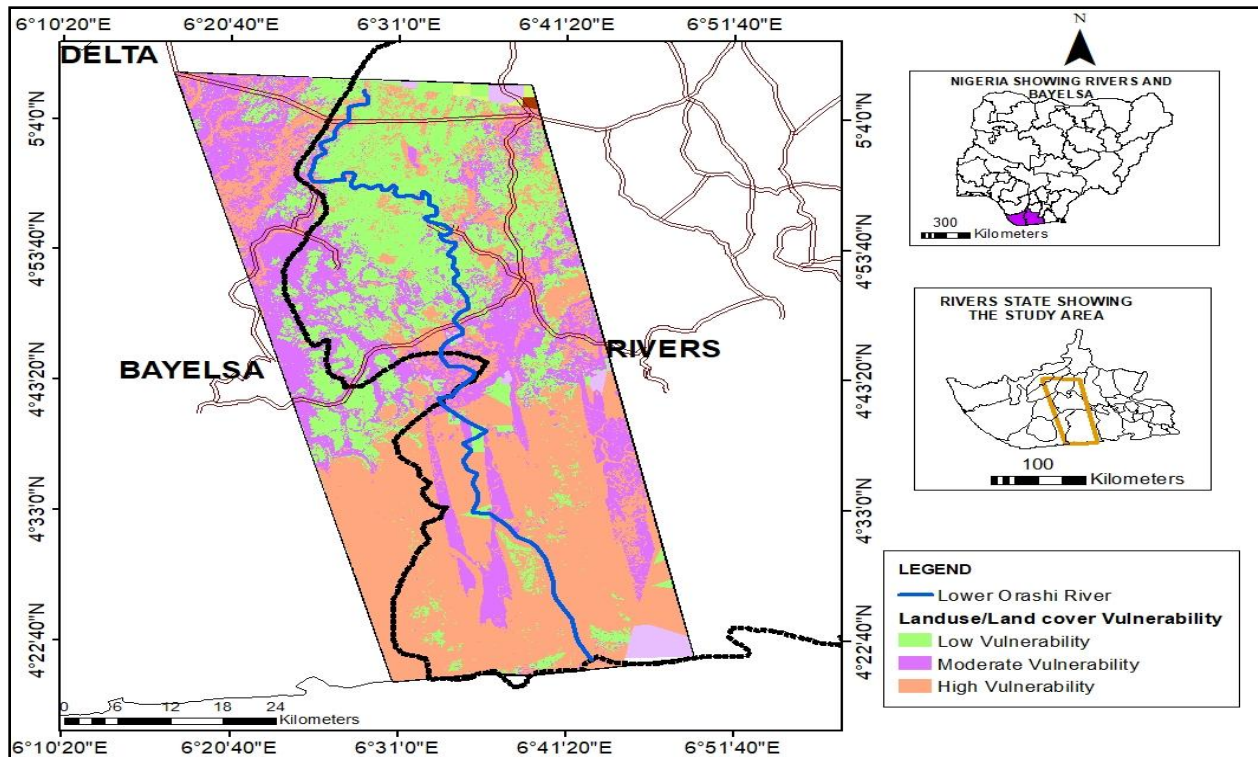 6°10'20"E 6°20'40"E 6°31'0"E 6°41'20"E 6°51'40"E
N
DELTA
NIGERIA SHOWING RIVERS AND
BAYELSA
300
Kilometers
5°4'0"N
5°4'0"N
4°53'40"N
4°53'40"N
RIVERS STATE SHOWING
THE STUDY AREA
100
Kilometers
RIVERS
BAYELSA
4°43'20"N
4°43'20"N
4°33'0"N
4°33'0"N
LEGEND
Lower Orashi River
Landuse/Land cover Vulnerability
Low Vulnerability
Moderate Vulnerability
High Vulnerability
4°22'40"N
4°22'40"N
0 6 12 18 24
Kilometers
6°10'20"E 6°20'40"E 6°31'0"E 6°41'20"E 6°51'40"E